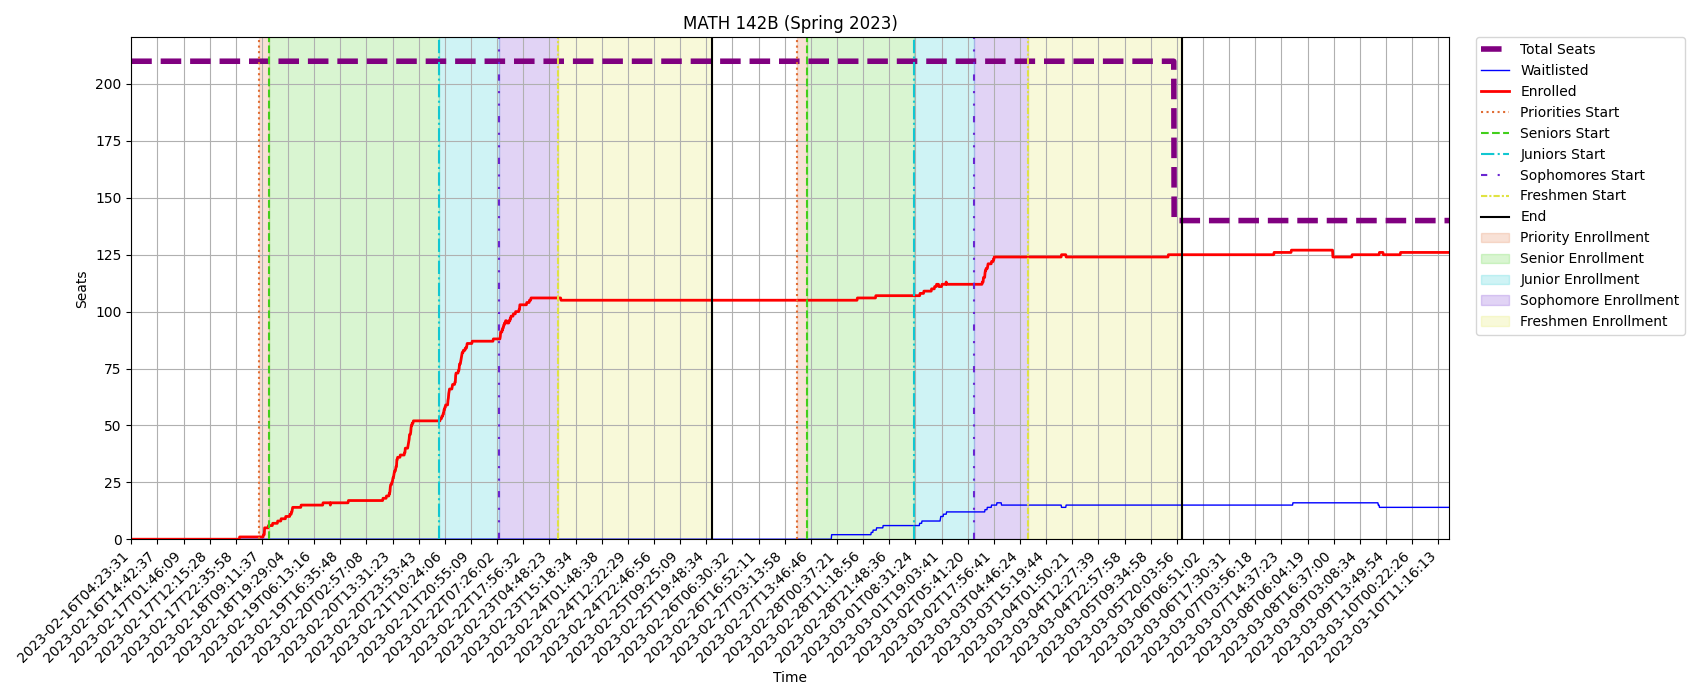 MATH 142B (Spring 2023)
Seats
200
175
150
125
100
75
50
25
0
2023-02-16T04:23:31
2023-02-16T14:42:37
2023-02-17T01:46:09
2023-02-17T12:15:28
2023-02-17T22:35:58
2023-02-18T09:11:37
2023-02-18T19:29:04
2023-02-19T06:13:16
2023-02-19T16:35:48
2023-02-20T02:57:08
2023-02-20T13:31:23
2023-02-20T23:53:43
2023-02-21T10:24:06
2023-02-21T20:55:09
2023-02-22T07:26:02
2023-02-22T17:56:32
2023-02-23T04:48:23
2023-02-23T15:18:34
2023-02-24T01:48:38
2023-02-24T12:22:29
2023-02-24T22:46:56
2023-02-25T09:25:09
2023-02-25T19:48:34
2023-02-26T06:30:32
2023-02-26T16:52:11
2023-02-27T03:13:58
2023-02-27T13:46:46
2023-02-28T00:37:21
2023-02-28T11:18:56
2023-02-28T21:48:36
2023-03-01T08:31:24
2023-03-01T19:03:41
2023-03-02T05:41:20
2023-03-02T17:56:41
2023-03-03T04:46:24
2023-03-03T15:19:44
2023-03-04T01:50:21
2023-03-04T12:27:39
2023-03-04T22:57:58
2023-03-05T09:34:58
2023-03-05T20:03:56
2023-03-06T06:51:02
2023-03-06T17:30:31
2023-03-07T03:56:18
2023-03-07T14:37:23
2023-03-08T06:04:19
2023-03-08T16:37:00
2023-03-09T03:08:34
2023-03-09T13:49:54
2023-03-10T00:22:26
2023-03-10T11:16:13
Time
Total Seats
Waitlisted
Enrolled
Priorities Start
Seniors Start
Juniors Start
Sophomores Start
Freshmen Start
End
Priority Enrollment
Senior Enrollment
Junior Enrollment
Sophomore Enrollment
Freshmen Enrollment